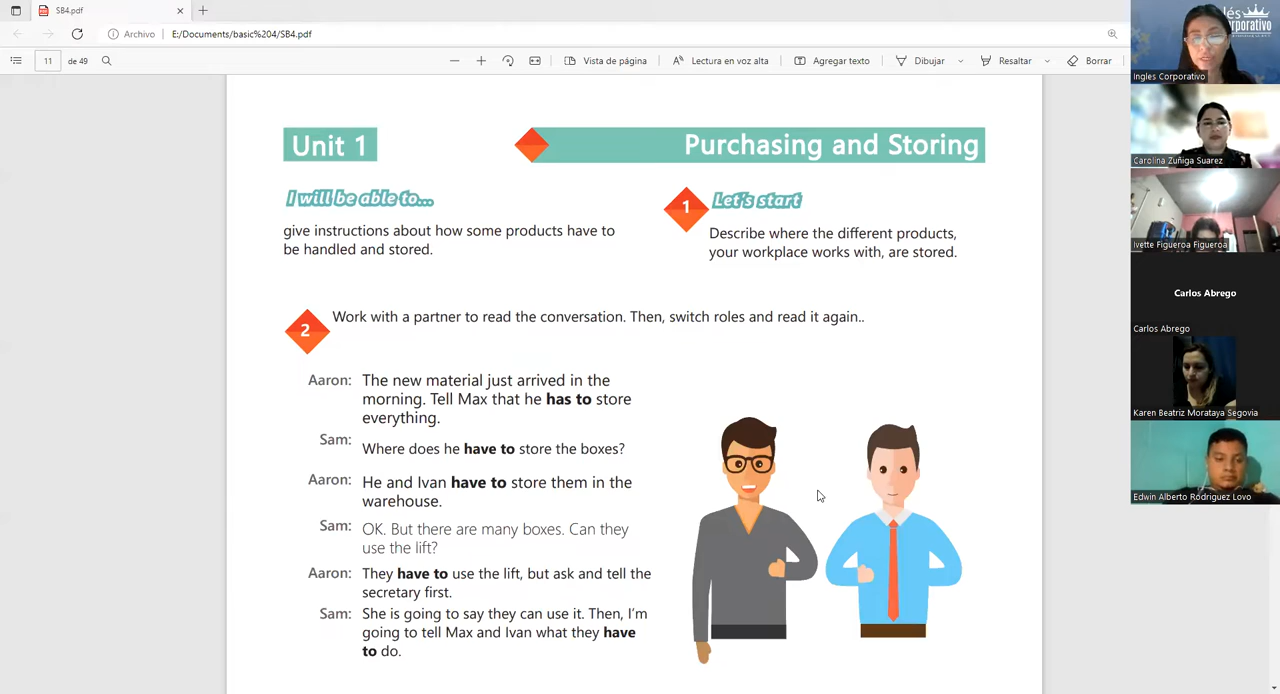 SB4.pdf
Archivo
E:/Documents/basic%204/SB4.pdf
11
de 49
Vista de página
Lectura en voz alta
Agregar texto
Dibujar
Resaltar
Borrar
Unit 1
Purchasing and Storing
I will be able to...
give instructions about how some products have to
be handled and stored.
1
Let's start
Describe where the different products,
your workplace works with, are stored.
2
Work with a partner to read the conversation. Then, switch roles and read it again..
Aaron: The new material just arrived in the
morning. Tell Max that he has to store
everything.
Sam: Where does he have to store the boxes?
Aaron: He and Ivan have to store them in the
warehouse.
Sam: OK. But there are many boxes. Can they
use the lift?
Aaron: They have to use the lift, but ask and tell the
secretary first.
Sam: She is going to say they can use it. Then, I'm
going to tell Max and Ivan what they have
to do.
Ingles Corporativo
Carolina Zuñiga Suarez
Ivette Figueroa Figueroa
Carlos Abrego
Carlos Abrego
Karen Beatriz Morataya Segovia
Edwin Alberto Rodriguez Lovo